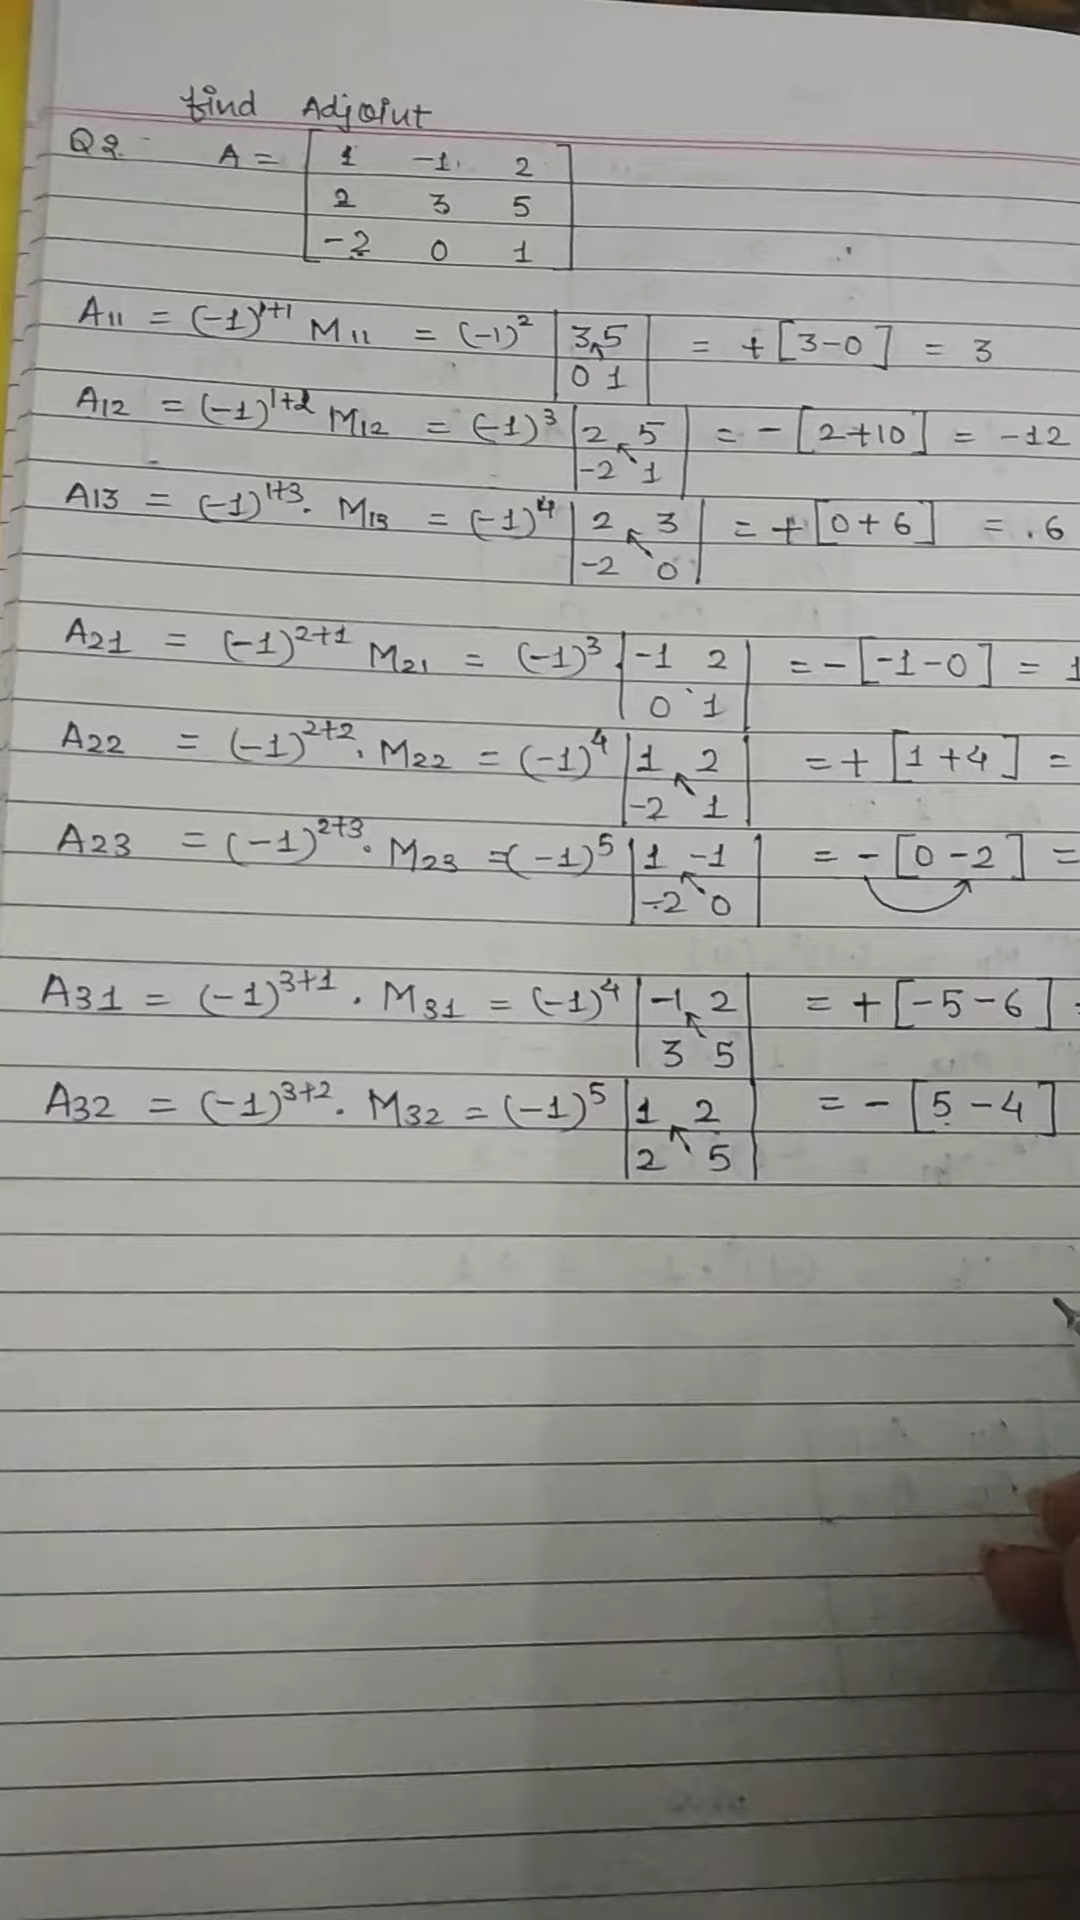 find Adjoint
Q2. A = [ 1 -1 2
2 3 5
-2 0 1 ]
A11 = (-1)^1+1 M11 = (-1)^2 | 3 5 | = +[3-0] = 3
0 1
A12 = (-1)^1+2 M12 = (-1)^3 | 2 5 | = -[2+10] = -12
-2 1
A13 = (-1)^1+3 . M13 = (-1)^4 | 2 3 | = +[0+6] = .6
-2 0
A21 = (-1)^2+1 M21 = (-1)^3 | -1 2 | = -[-1-0] = 1
0 1
A22 = (-1)^2+2 . M22 = (-1)^4 | 1 2 | = +[1+4] =
-2 1
A23 = (-1)^2+3 . M23 = (-1)^5 | 1 -1 | = -[0-2] =
-2 0
A31 = (-1)^3+1 . M31 = (-1)^4 | -1 2 | = +[-5-6]
3 5
A32 = (-1)^3+2 . M32 = (-1)^5 | 1 2 | = -[5-4]
2 5